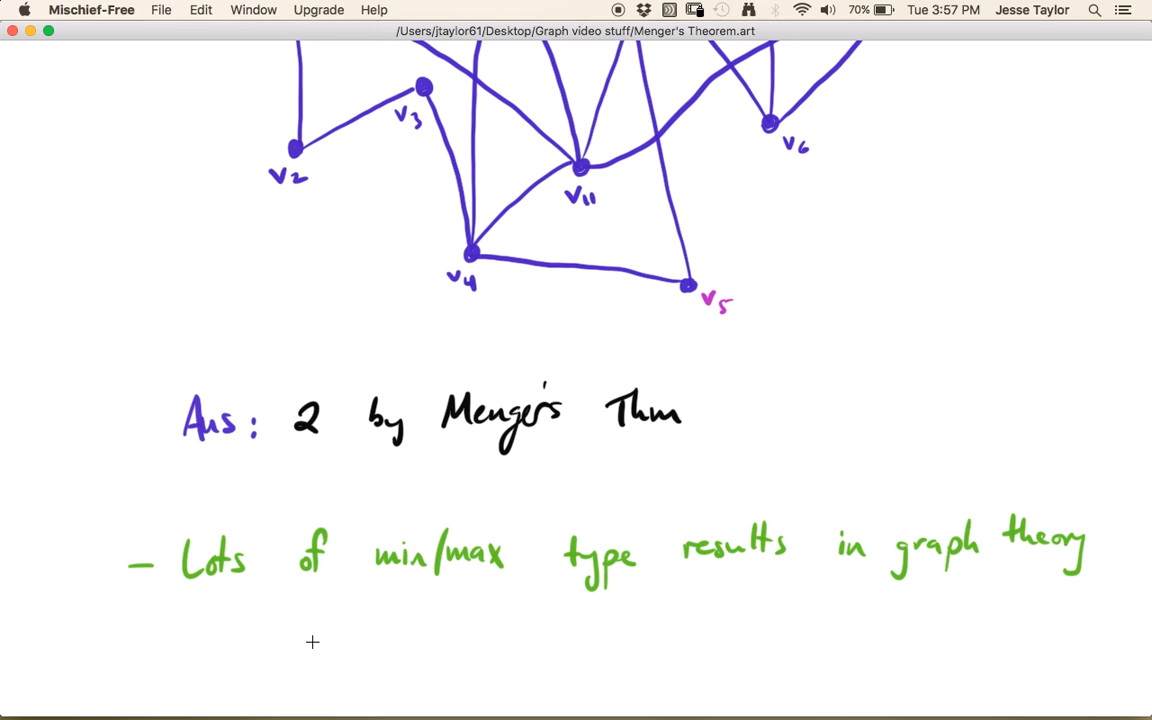 Mischief-Free File Edit Window Upgrade Help 70% Tue 3:57 PM Jesse Taylor
/Users/jtaylor61/Desktop/Graph video stuff/Menger's Theorem.art
v3
v6
v2
v11
v4
v5
Ans: 2 by Menger's Thm
- Lots of min/max type results in graph theory